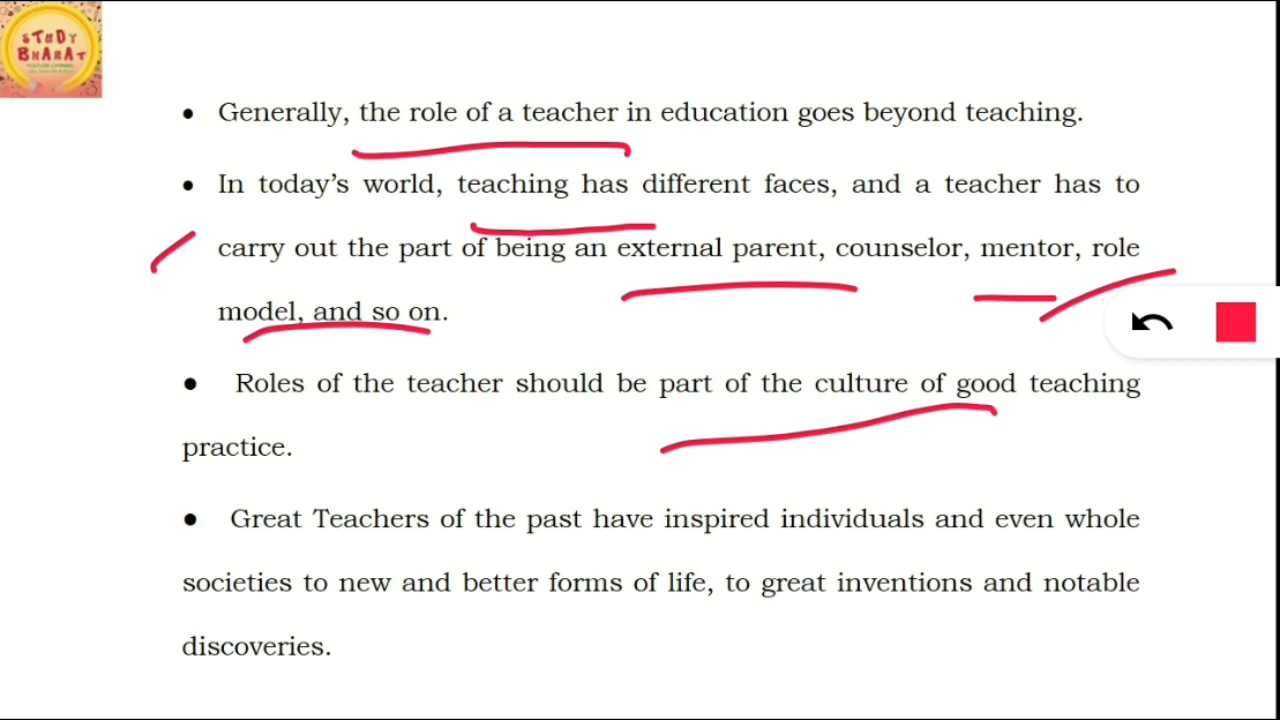 STUDY
BHARAT
• Generally, the role of a teacher in education goes beyond teaching.
• In today’s world, teaching has different faces, and a teacher has to
carry out the part of being an external parent, counselor, mentor, role
model, and so on.
● Roles of the teacher should be part of the culture of good teaching
practice.
● Great Teachers of the past have inspired individuals and even whole
societies to new and better forms of life, to great inventions and notable
discoveries.